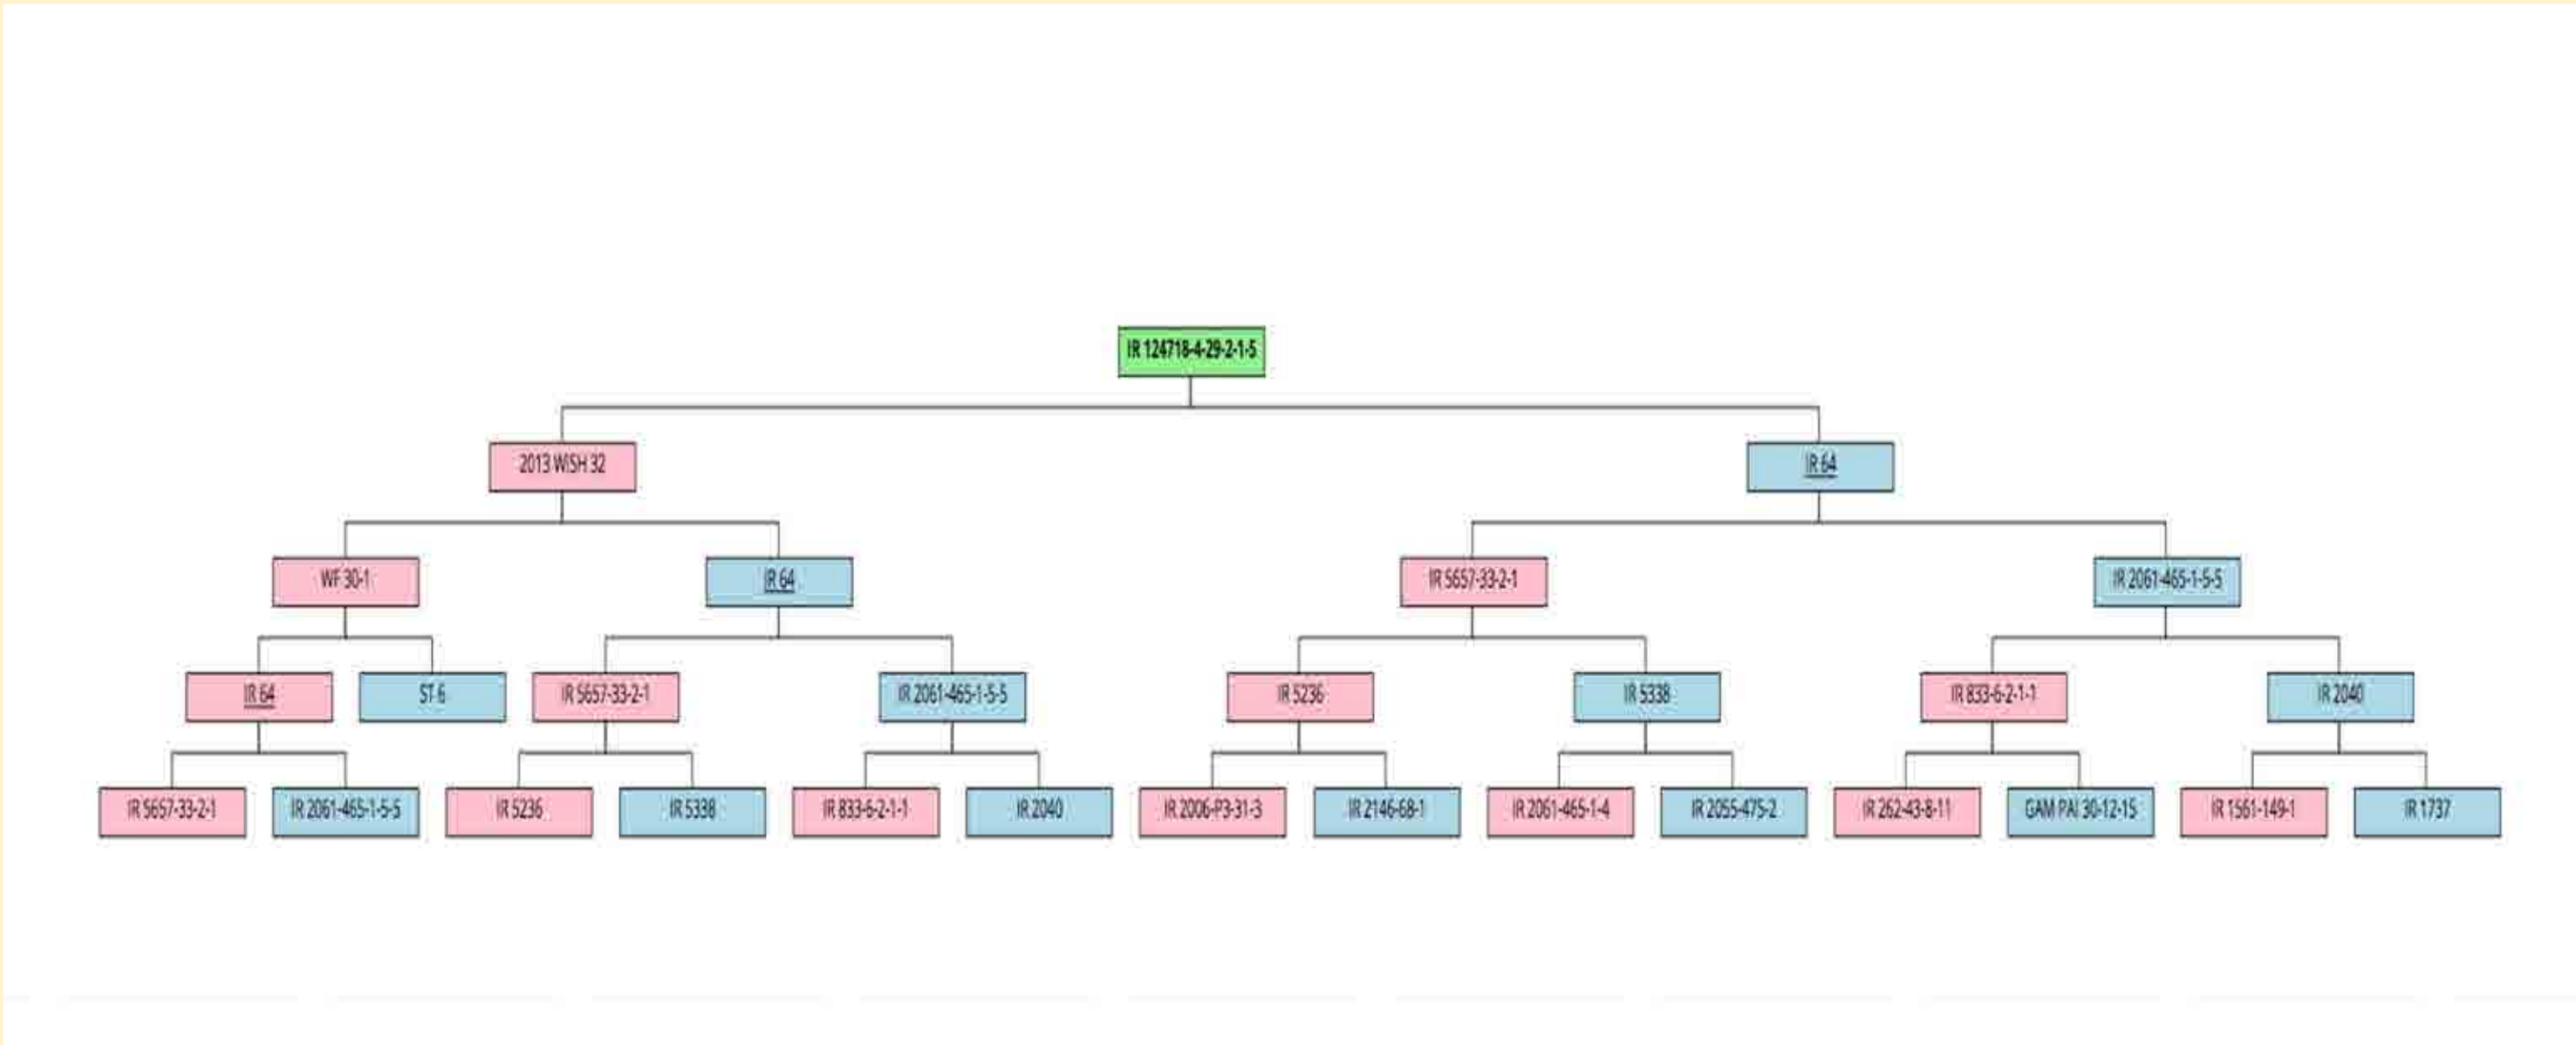 IR 124718-4-29-2-1-5
2013 WISH 32
IR 64
WF 30-1
IR 64
IR 5657-33-2-1
IR 2061-465-1-5-5
IR 64
ST 6
IR 5657-33-2-1
IR 2061-465-1-5-5
IR 5236
IR 5338
IR 833-6-2-1-1
IR 2040
IR 5657-33-2-1
IR 2061-465-1-5-5
IR 5236
IR 5338
IR 833-6-2-1-1
IR 2040
IR 2006-P3-31-3
IR 2146-68-1
IR 2061-465-1-4
IR 2055-475-2
IR 262-43-8-11
GAM PAI 30-12-15
IR 1561-149-1
IR 1737